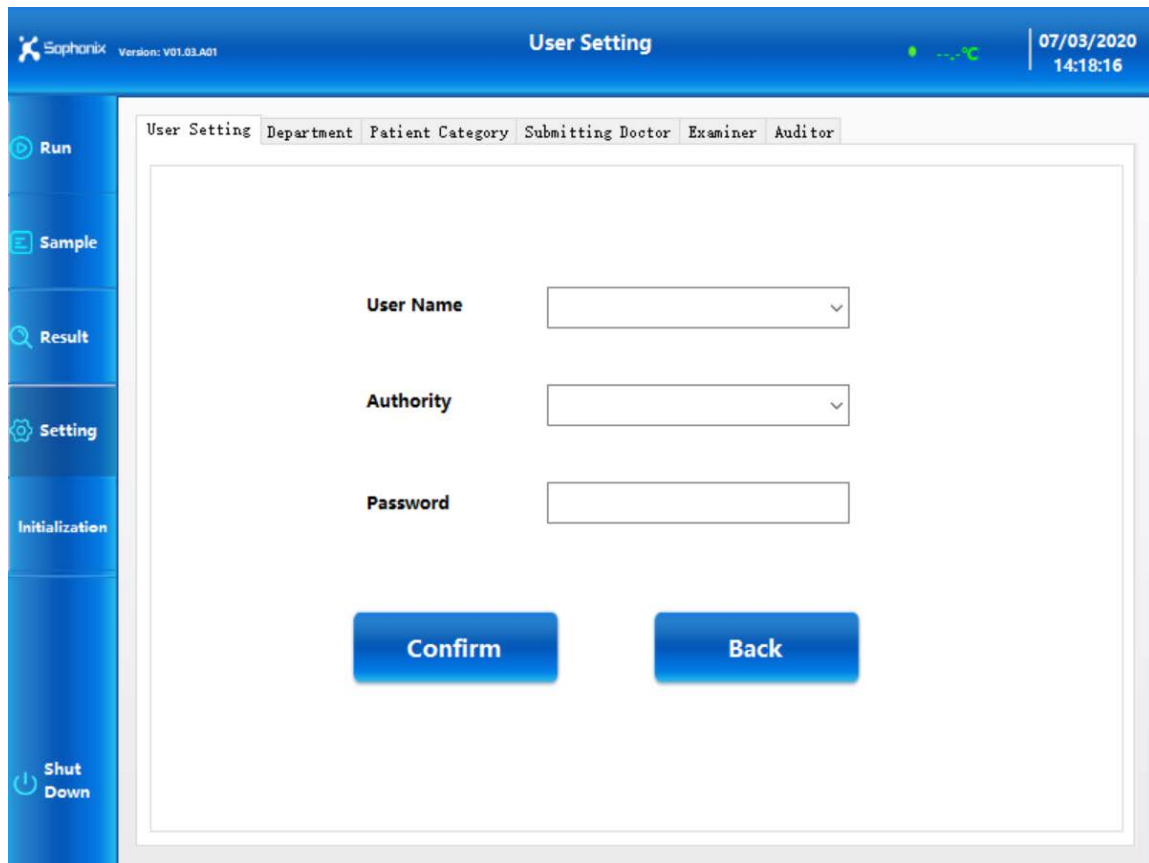 Sophonix Version: V01.03.A01
User Setting
--.-℃
07/03/2020
14:18:16
User Setting Department Patient Category Submitting Doctor Examiner Auditor
Run
Sample
Result
Setting
Initialization
Shut
Down
User Name
Authority
Password
Confirm Back